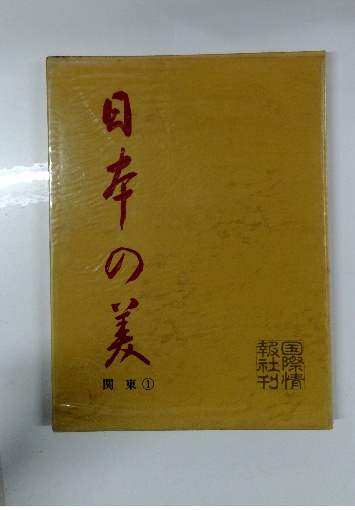 日本の美
関東①
国際情
報社刊